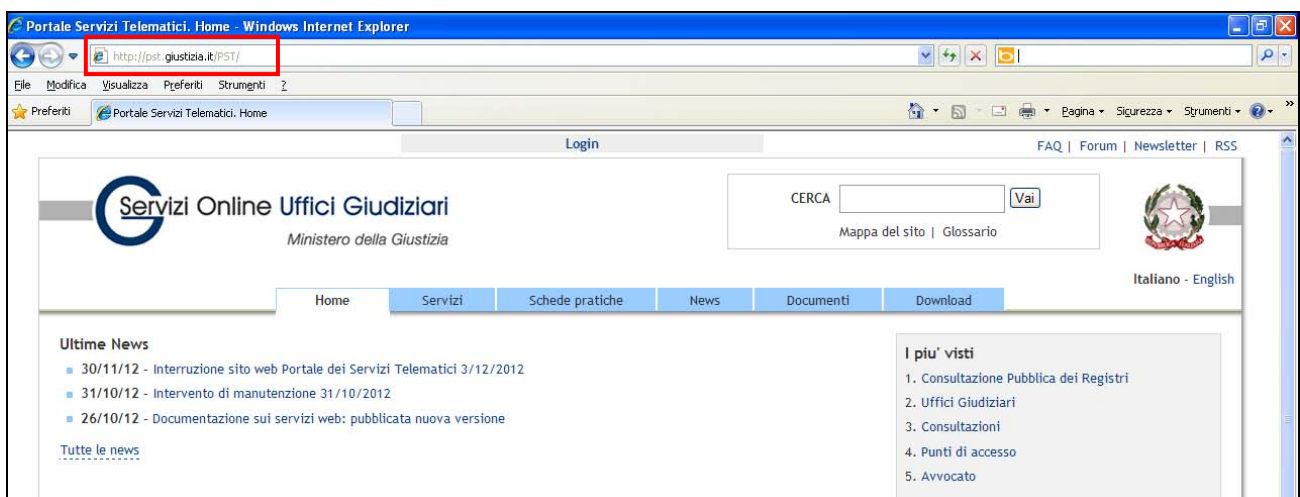 Portale Servizi Telematici. Home - Windows Internet Explorer
http://pst.giustizia.it/PST/
File Modifica Visualizza Preferiti Strumenti ?
Preferiti Portale Servizi Telematici. Home Pagina Sicurezza Strumenti »
Login
FAQ | Forum | Newsletter | RSS
Servizi Online Uffici Giudiziari
Ministero della Giustizia
CERCA Vai
Mappa del sito | Glossario
Italiano - English
Home Servizi Schede pratiche News Documenti Download
Ultime News
30/11/12 - Interruzione sito web Portale dei Servizi Telematici 3/12/2012
31/10/12 - Intervento di manutenzione 31/10/2012
26/10/12 - Documentazione sui servizi web: pubblicata nuova versione
Tutte le news
I piu' visti
1. Consultazione Pubblica dei Registri
2. Uffici Giudiziari
3. Consultazioni
4. Punti di accesso
5. Avvocato